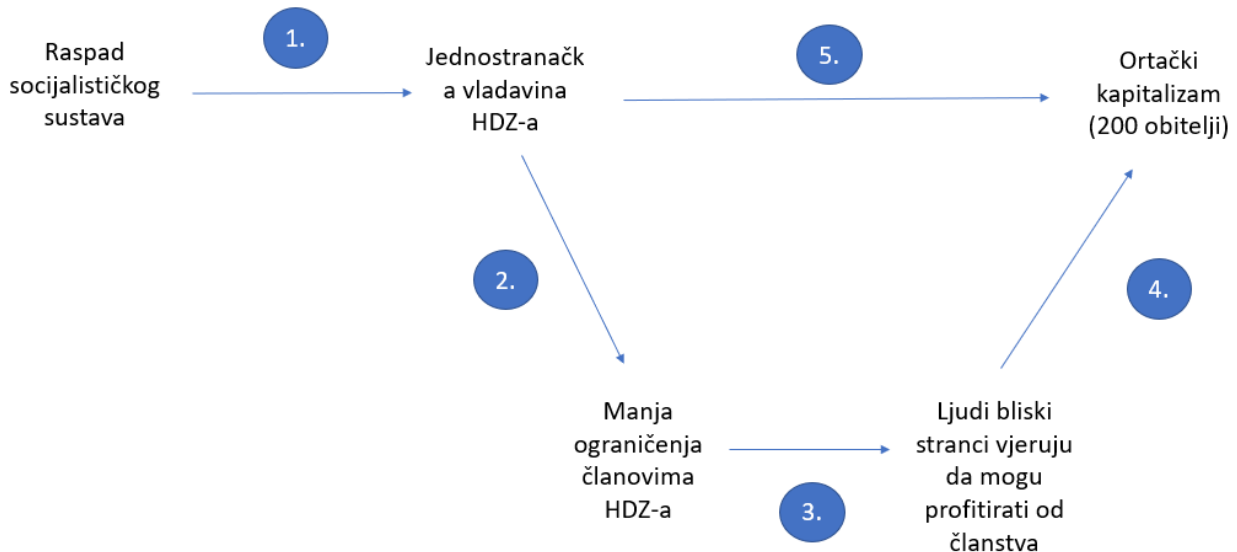 Raspad
socijalističkog
sustava
1.
Jednostranačk
a vladavina
HDZ-a
5.
Ortački
kapitalizam
(200 obitelji)
2.
4.
Manja
ograničenja
članovima
HDZ-a
3.
Ljudi bliski
stranci vjeruju
da mogu
profitirati od
članstva